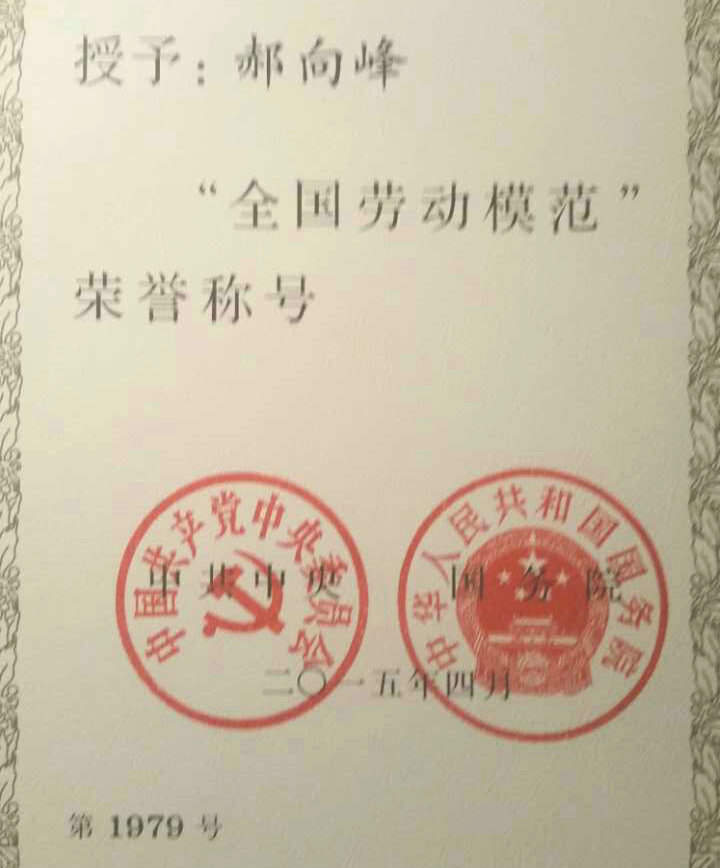 授予：郝向峰
“全国劳动模范”
荣誉称号
中国共产党中央委员会
中共中央
中华人民共和国国务院
国务院
二〇一五年四月
第 1979 号